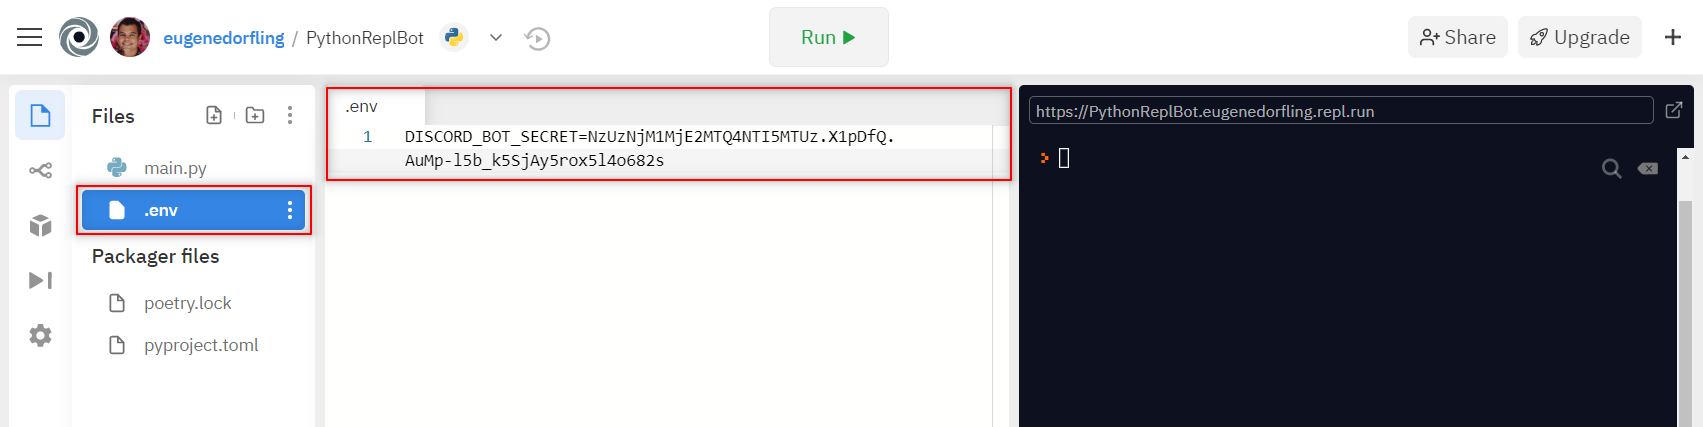 eugenedorfling / PythonReplBot
Run
Share
Upgrade
Files
main.py
.env
Packager files
poetry.lock
pyproject.toml
.env
1 DISCORD_BOT_SECRET=NzUzNjM1MjE2MTQ4NTI5MTUz.X1pDfQ.
AuMp-l5b_k5SjAy5rox5l4o682s
https://PythonReplBot.eugenedorfling.repl.run